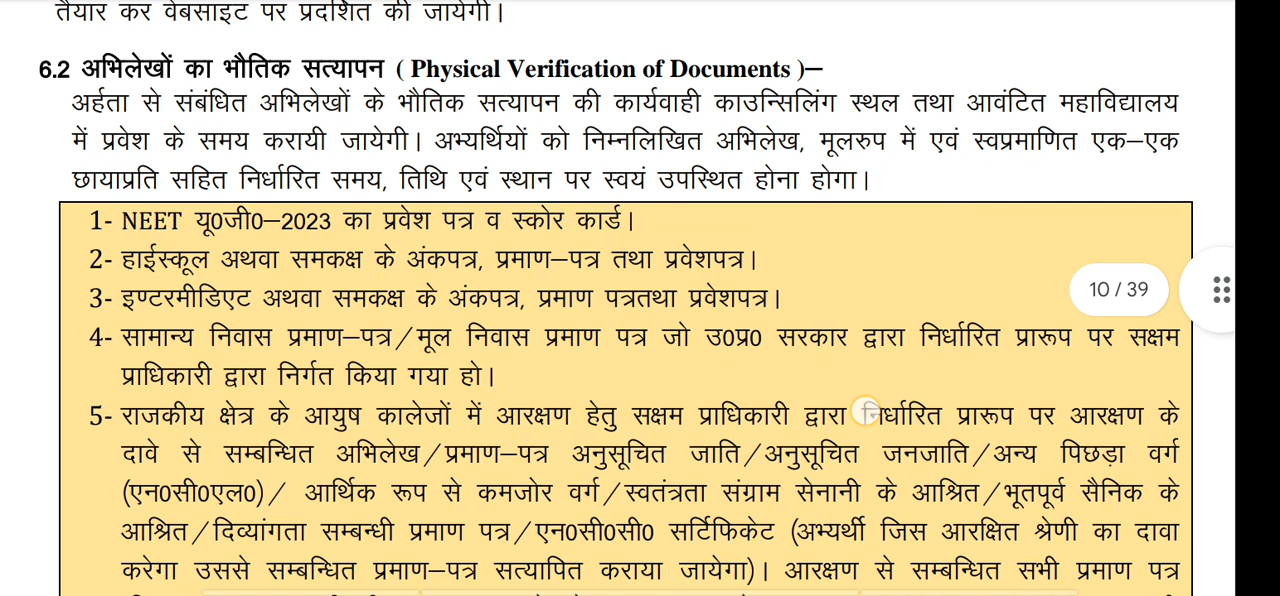 तैयार कर वेबसाइट पर प्रदर्शित की जायेगी।
6.2 अभिलेखों का भौतिक सत्यापन ( Physical Verification of Documents )–
अर्हता से संबंधित अभिलेखों के भौतिक सत्यापन की कार्यवाही काउन्सिलिंग स्थल तथा आवंटित महाविद्यालय
में प्रवेश के समय करायी जायेगी। अभ्यर्थियों को निम्नलिखित अभिलेख, मूलरुप में एवं स्वप्रमाणित एक–एक
छायाप्रति सहित निर्धारित समय, तिथि एवं स्थान पर स्वयं उपस्थित होना होगा।
1- NEET यू0जी0–2023 का प्रवेश पत्र व स्कोर कार्ड।
2- हाईस्कूल अथवा समकक्ष के अंकपत्र, प्रमाण–पत्र तथा प्रवेशपत्र।
3- इण्टरमीडिएट अथवा समकक्ष के अंकपत्र, प्रमाण पत्रतथा प्रवेशपत्र।
10 / 39
4- सामान्य निवास प्रमाण–पत्र/मूल निवास प्रमाण पत्र जो उ0प्र0 सरकार द्वारा निर्धारित प्रारूप पर सक्षम
प्राधिकारी द्वारा निर्गत किया गया हो।
5- राजकीय क्षेत्र के आयुष कालेजों में आरक्षण हेतु सक्षम प्राधिकारी द्वारा निर्धारित प्रारूप पर आरक्षण के
दावे से सम्बन्धित अभिलेख/प्रमाण–पत्र अनुसूचित जाति/अनुसूचित जनजाति/अन्य पिछड़ा वर्ग
(एन0सी0एल0)/ आर्थिक रूप से कमजोर वर्ग/स्वतंत्रता संग्राम सेनानी के आश्रित/भूतपूर्व सैनिक के
आश्रित/दिव्यांगता सम्बन्धी प्रमाण पत्र/एन0सी0सी0 सर्टिफिकेट (अभ्यर्थी जिस आरक्षित श्रेणी का दावा
करेगा उससे सम्बन्धित प्रमाण–पत्र सत्यापित कराया जायेगा)। आरक्षण से सम्बन्धित सभी प्रमाण पत्र